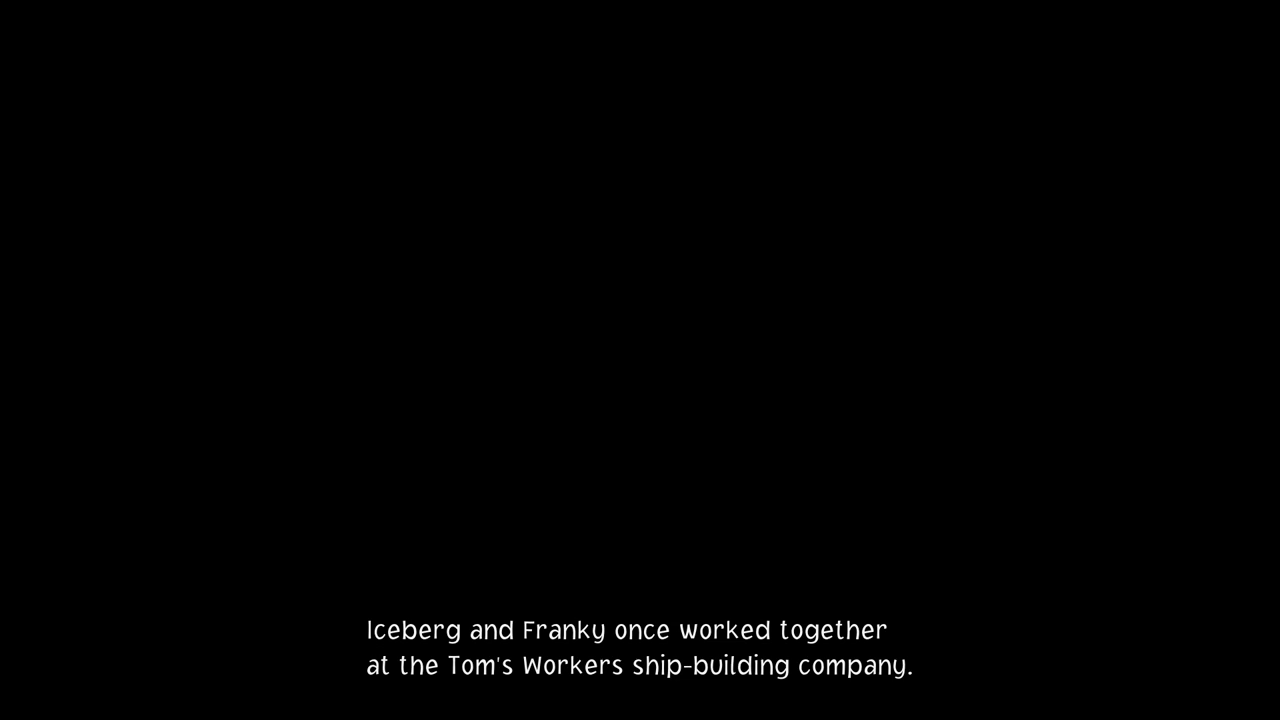 Iceberg and Franky once worked together
at the Tom's Workers ship-building company.